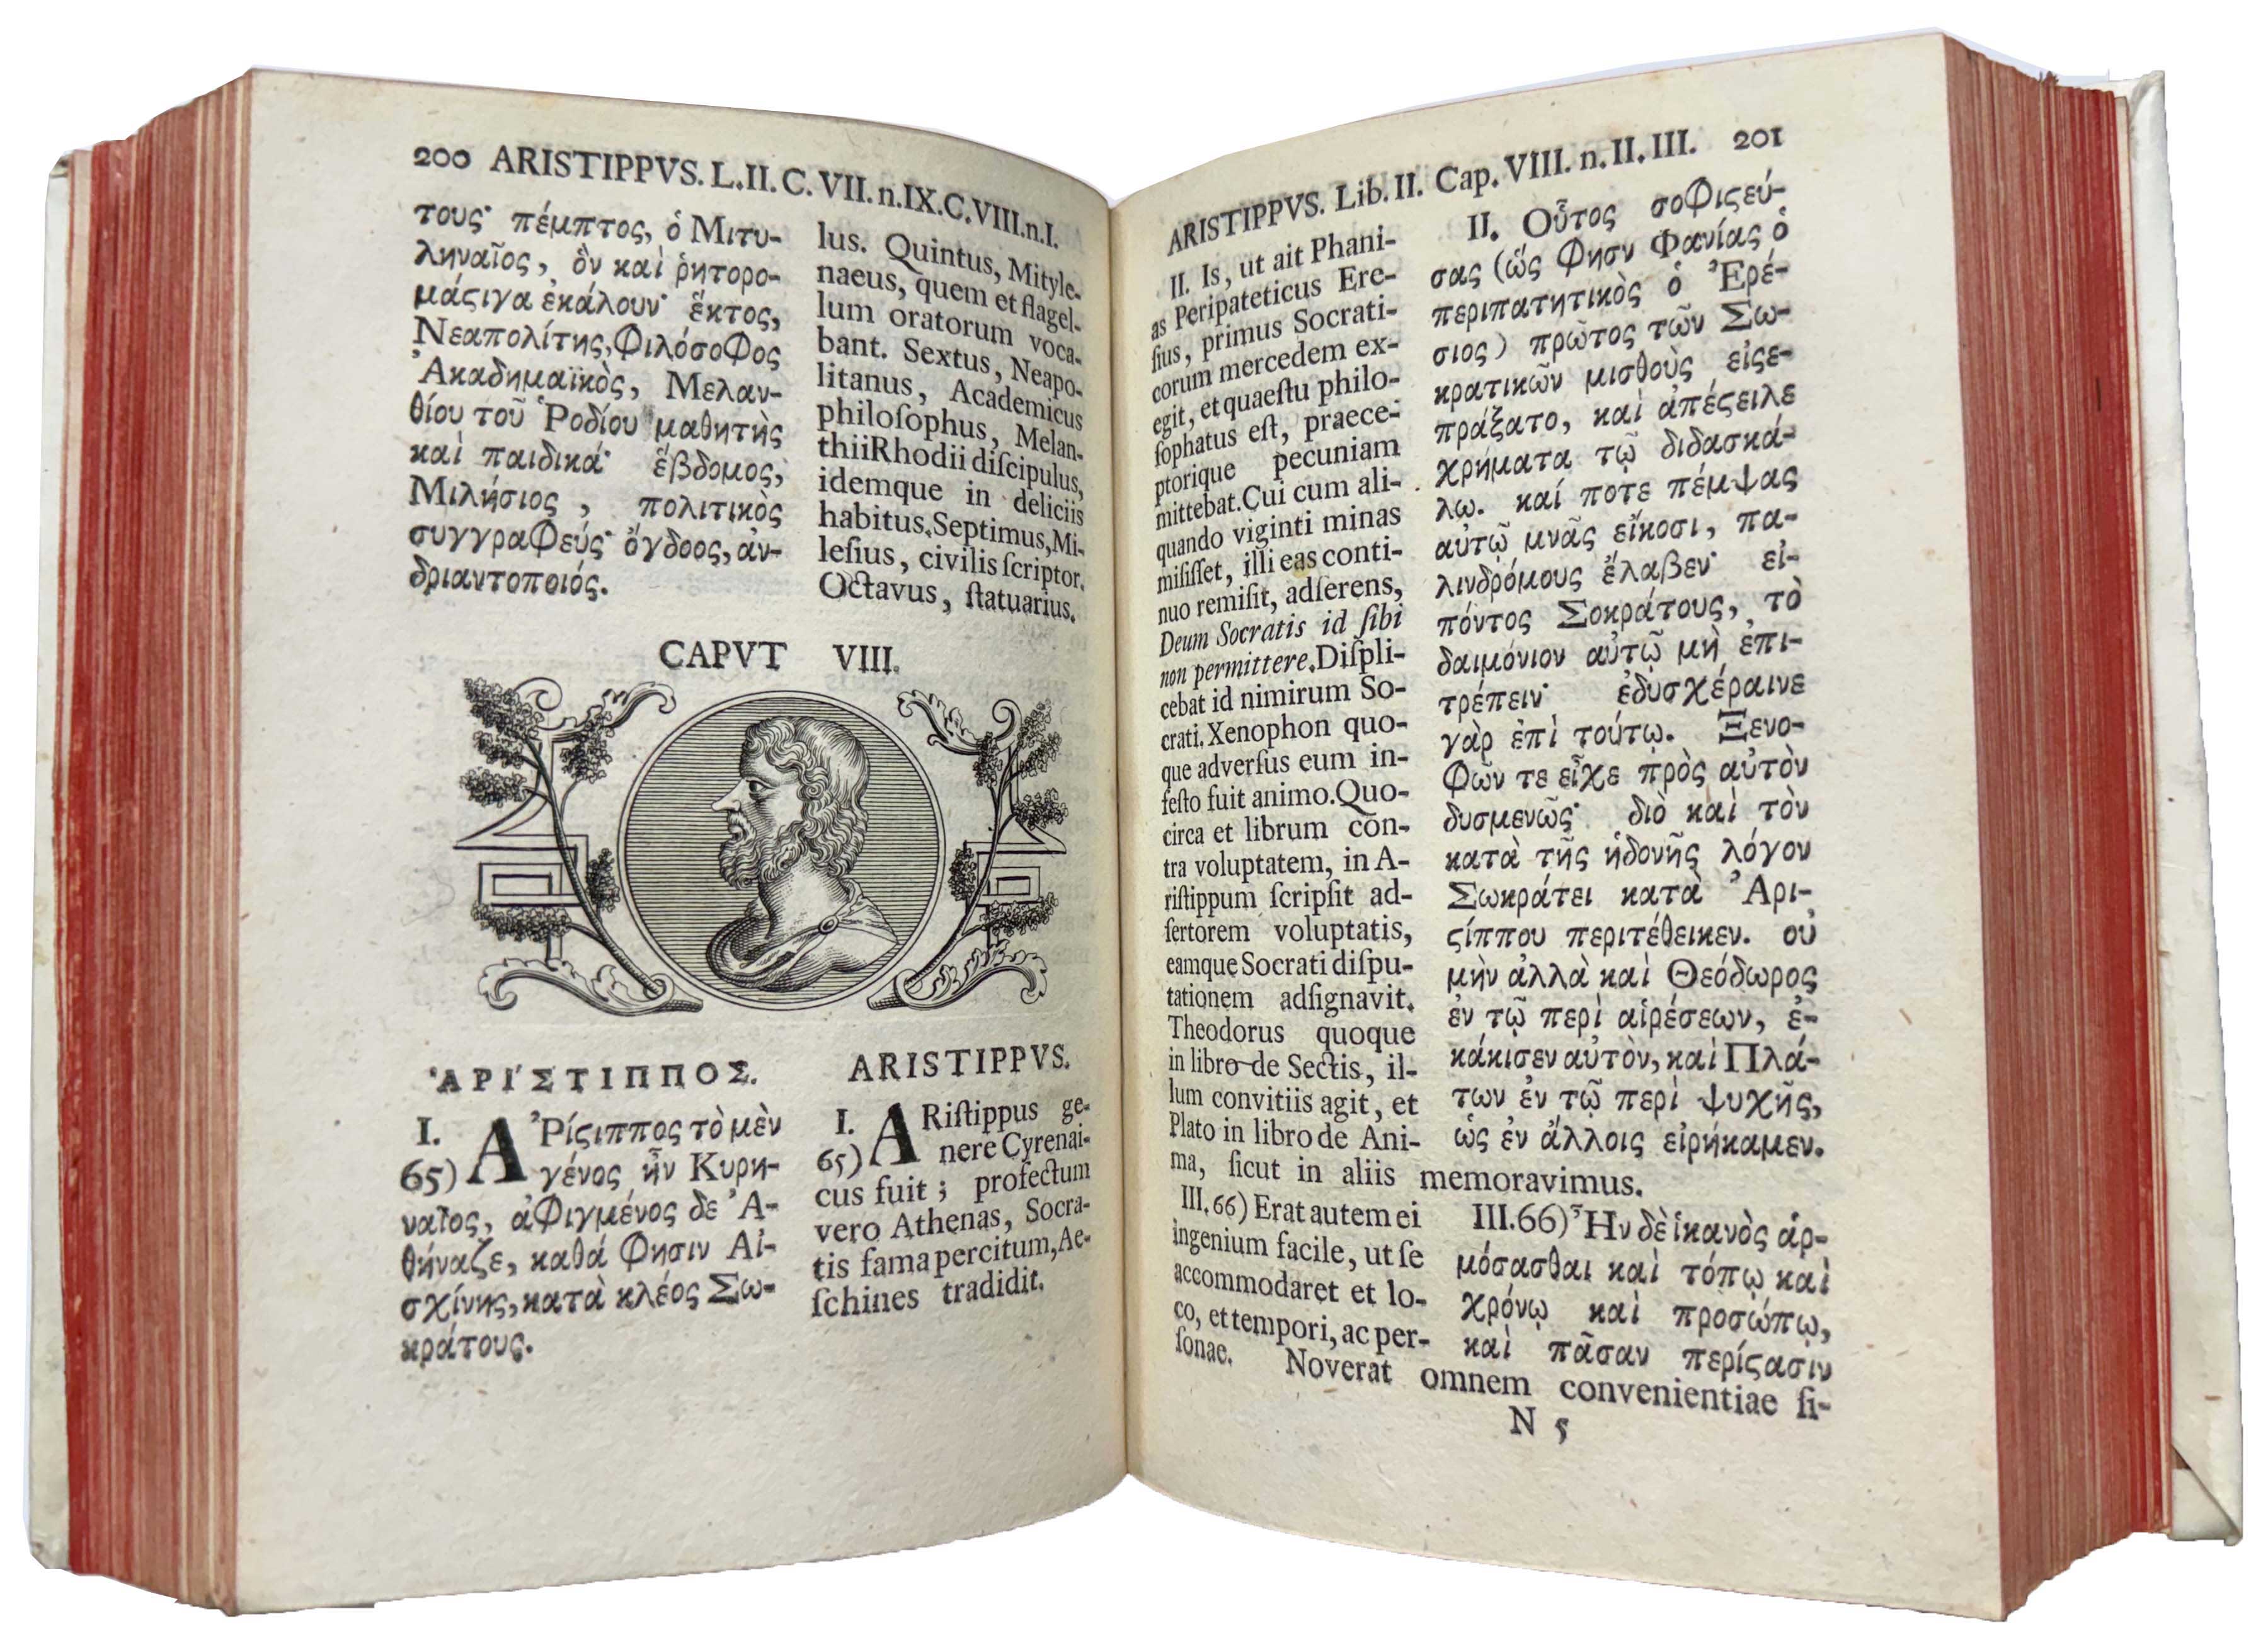 200 ARISTIPPVS. L.II. C. VII. n.IX.C.VIII.n.I.
τους· πέμπτος, ὁ Μιτυ-
ληναῖος, ὃν καὶ ῥητορο-
μάϛιγα ἐκάλουν· ἕκτος,
Νεαπολίτης, Φιλόσοφος
Ἀκαδημαϊκὸς, Μελαν-
θίου τοῦ Ῥοδίου μαθητὴς
καὶ παιδικά· ἕβδομος,
Μιλήσιος, πολιτικὸς
συγγραφεύς· ὄγδοος, ἀν-
δριαντοποιός.
lus. Quintus, Mityle-
naeus, quem et flagel-
lum oratorum voca-
bant. Sextus, Neapo-
litanus, Academicus
philoſophus, Melan-
thii Rhodii diſcipulus,
idemque in deliciis
habitus. Septimus, Mi-
leſius, civilis ſcriptor.
Octavus, ſtatuarius.
CAPVT VIII.
ἈΡΊΣΤΙΠΠΟΣ.
I. ἈΡίϛιππος τὸ μὲν
65) γένος ἦν Κυρη-
ναῖος, ἀφιγμένος δε Ἀ-
θήναζε, καθά φησιν Αἰ-
σχίνης, κατὰ κλέος Σω-
κράτους.
ARISTIPPVS.
I. ARiſtippus ge-
65) nere Cyrenai-
cus fuit; profectum
vero Athenas, Socra-
tis fama percitum, Ae-
ſchines tradidit.
ARISTIPPVS. Lib. II. Cap. VIII. n. II. III. 201
II. Is, ut ait Phani-
as Peripateticus Ere-
ſius, primus Socrati-
corum mercedem ex-
egit, et quaeſtu philo-
ſophatus eſt, praece-
ptorique pecuniam
mittebat. Cui cum ali-
quando viginti minas
miſiſſet, illi eas conti-
nuo remiſit, adſerens,
Deum Socratis id ſibi
non permittere. Diſpli-
cebat id nimirum So-
crati. Xenophon quo-
que adverſus eum in-
feſto fuit animo. Quo-
circa et librum con-
tra voluptatem, in A-
riſtippum ſcripſit ad-
ſertorem voluptatis,
eamque Socrati diſpu-
tationem adſignavit.
Theodorus quoque
in libro de Sectis, il-
lum convitiis agit, et
Plato in libro de Ani-
ma, ſicut in aliis memoravimus.
II. Οὗτος σοφιϛεύ-
σας (ὥς φησν Φανίας ὁ
περιπατητικὸς ὁ Ἐρέ-
σιος) πρῶτος τῶν Σω-
κρατικῶν μισθοὺς εἰσε-
πράξατο, καὶ ἀπέϛειλε
χρήματα τῷ διδασκά-
λω. καί ποτε πέμψας
αὐτῷ μνᾶς εἴκοσι, πα-
λινδρόμους ἔλαβεν· εἰ-
πόντος Σοκράτους, τὸ
δαιμόνιον αὐτῷ μὴ ἐπι-
τρέπειν· ἐδυσχέραινε
γὰρ ἐπὶ τούτῳ. Ξενο-
φῶν τε εἶχε πρὸς αὐτὸν
δυσμενῶς· διὸ καὶ τὸν
κατὰ τῆς ἡδονῆς λόγον
Σωκράτει κατὰ Ἀρι-
ϛίππου περιτέθεικεν. οὐ
μὴν ἀλλὰ καὶ Θεόδωρος
ἐν τῷ περὶ αἱρέσεων, ἐ-
κάκισεν αὐτὸν, καὶ Πλά-
των ἐν τῷ περὶ ψυχῆς,
ὡς ἐν ἄλλοις εἰρήκαμεν.
III. 66) Erat autem ei
ingenium facile, ut ſe
accommodaret et lo-
co, et tempori, ac per-
ſonae. Noverat omnem convenientiae ſi-
III. 66) Ἦν δὲ ἱκανὸς ἁρ-
μόσασθαι καὶ τόπῳ καὶ
χρόνῳ καὶ προσώπῳ,
καὶ πᾶσαν περίϛασιν
N 5